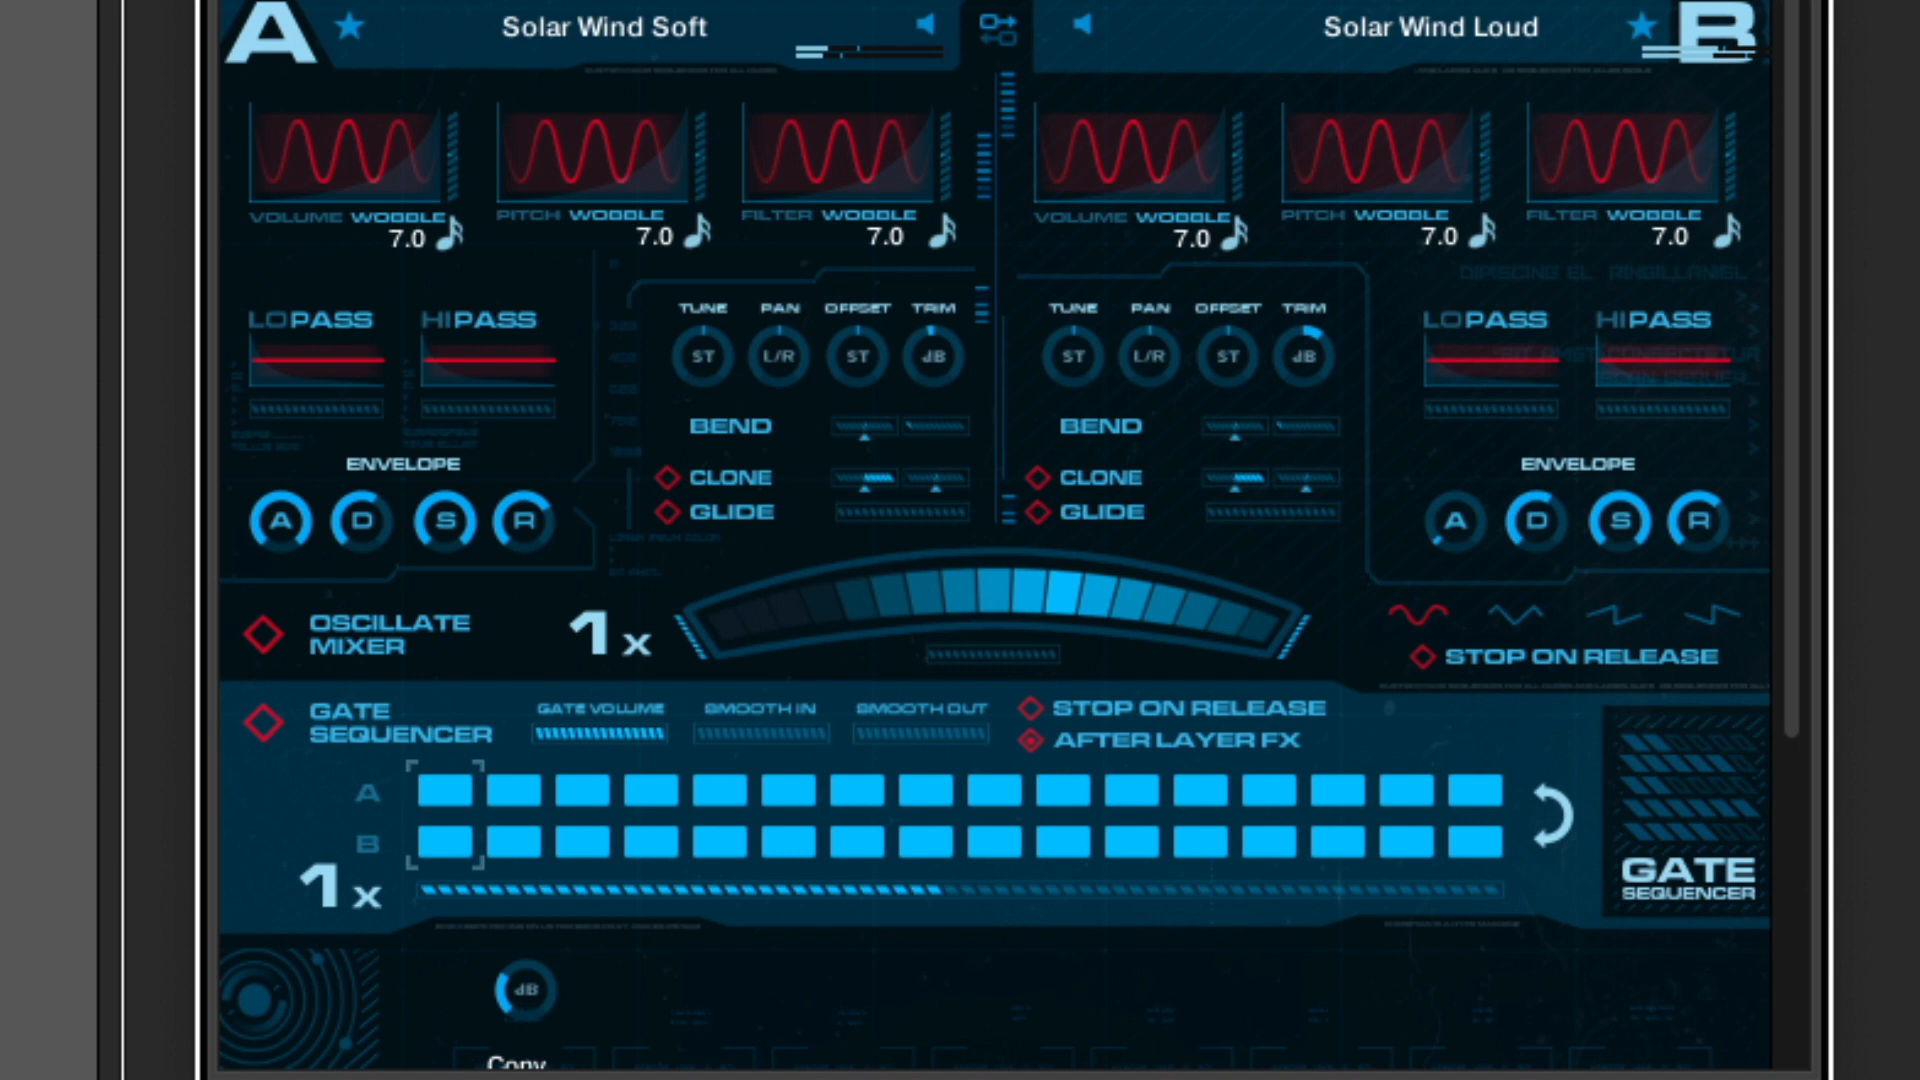 A Solar Wind Soft Solar Wind Loud B
VOLUME WOBBLE PITCH WOBBLE FILTER WOBBLE VOLUME WOBBLE PITCH WOBBLE FILTER WOBBLE
7.0 7.0 7.0 7.0 7.0 7.0
LOPASS HIPASS
TUNE PAN OFFSET TRIM
ST L/R ST dB
BEND
CLONE
GLIDE
TUNE PAN OFFSET TRIM
ST L/R ST dB
BEND
CLONE
GLIDE
LOPASS HIPASS
ENVELOPE
A D S R
ENVELOPE
A D S R
OSCILLATE
MIXER
1x
STOP ON RELEASE
GATE
SEQUENCER
GATE VOLUME SMOOTH IN SMOOTH OUT
STOP ON RELEASE
AFTER LAYER FX
A
B
1x
GATE
SEQUENCER
dB
Conv